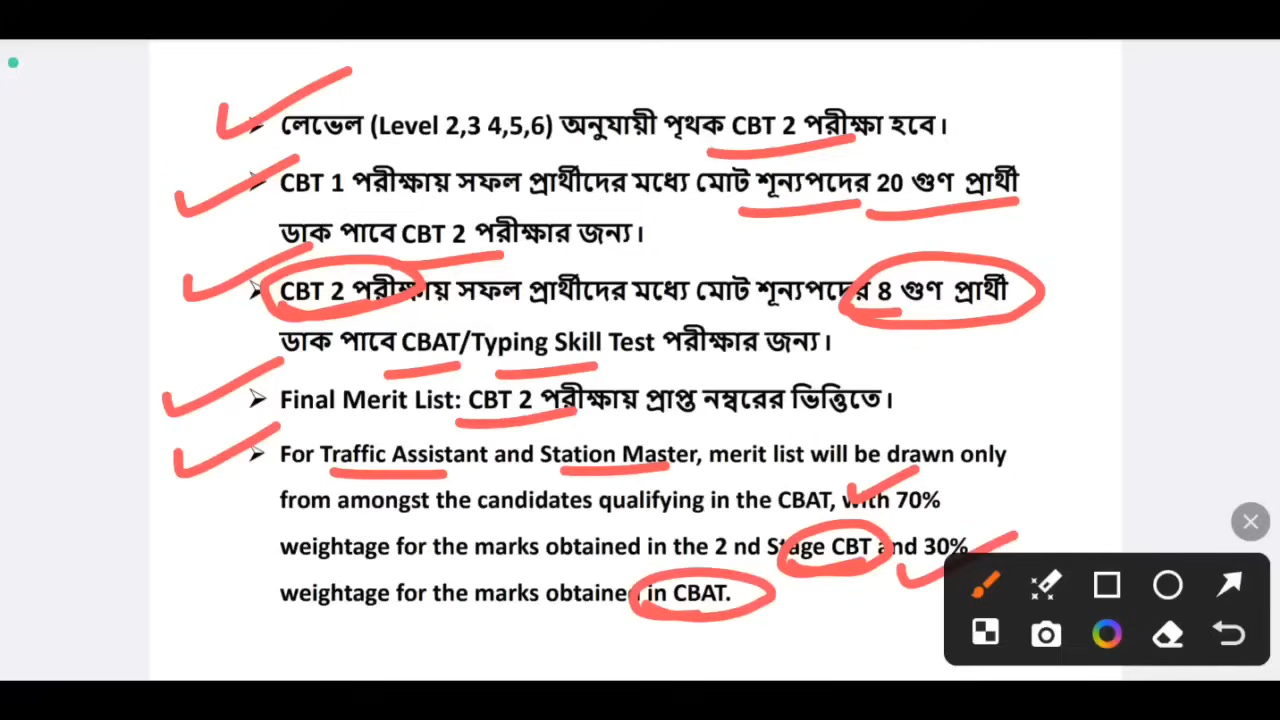 লেভেল (Level 2,3 4,5,6) অনুযায়ী পৃথক CBT 2 পরীক্ষা হবে।
CBT 1 পরীক্ষায় সফল প্রার্থীদের মধ্যে মোট শূন্যপদের 20 গুণ প্রার্থী
ডাক পাবে CBT 2 পরীক্ষার জন্য।
CBT 2 পরীক্ষায় সফল প্রার্থীদের মধ্যে মোট শূন্যপদের 8 গুণ প্রার্থী
ডাক পাবে CBAT/Typing Skill Test পরীক্ষার জন্য।
Final Merit List: CBT 2 পরীক্ষায় প্রাপ্ত নম্বরের ভিত্তিতে।
For Traffic Assistant and Station Master, merit list will be drawn only
from amongst the candidates qualifying in the CBAT, with 70%
weightage for the marks obtained in the 2 nd Stage CBT and 30%
weightage for the marks obtained in CBAT.